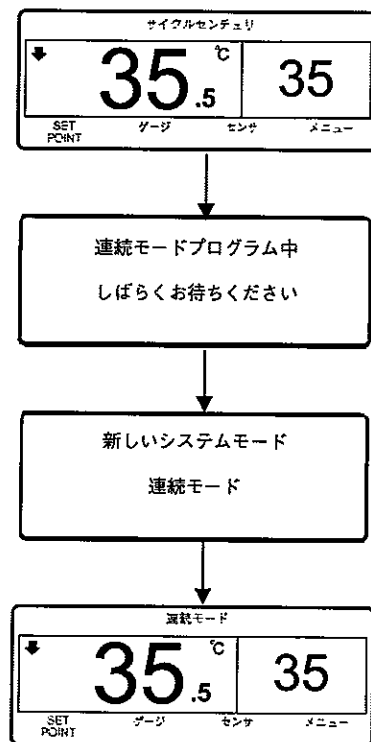 サイクルセンチュリ
35.5 ℃ 35
SET POINT ゲージ センサ メニュー
連続モードプログラム中
しばらくお待ちください
新しいシステムモード
連続モード
連続モード
35.5 ℃ 35
SET POINT ゲージ センサ メニュー